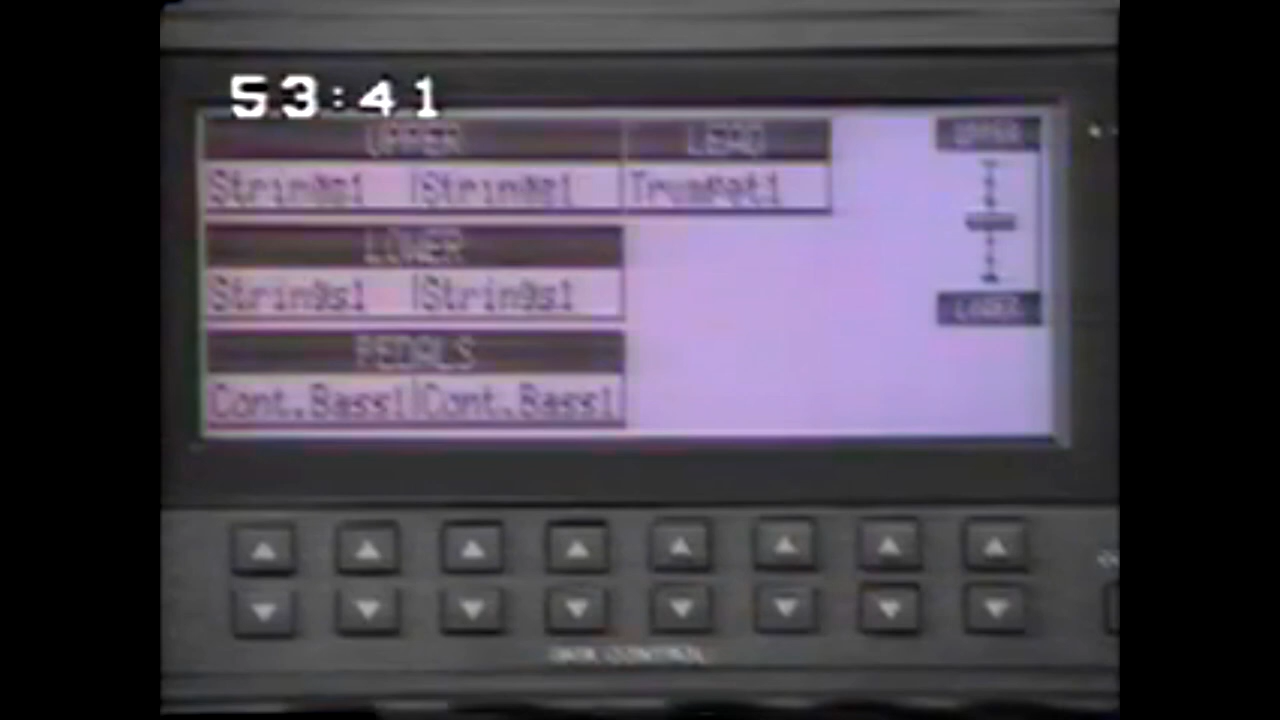 53:41
UPPER LEAD UPPER
Strings1 |Strings1 Trumpet1
LOWER
Strings1 |Strings1
LOWER
PEDALS
Cont.Bass1|Cont.Bass1
DATA CONTROL